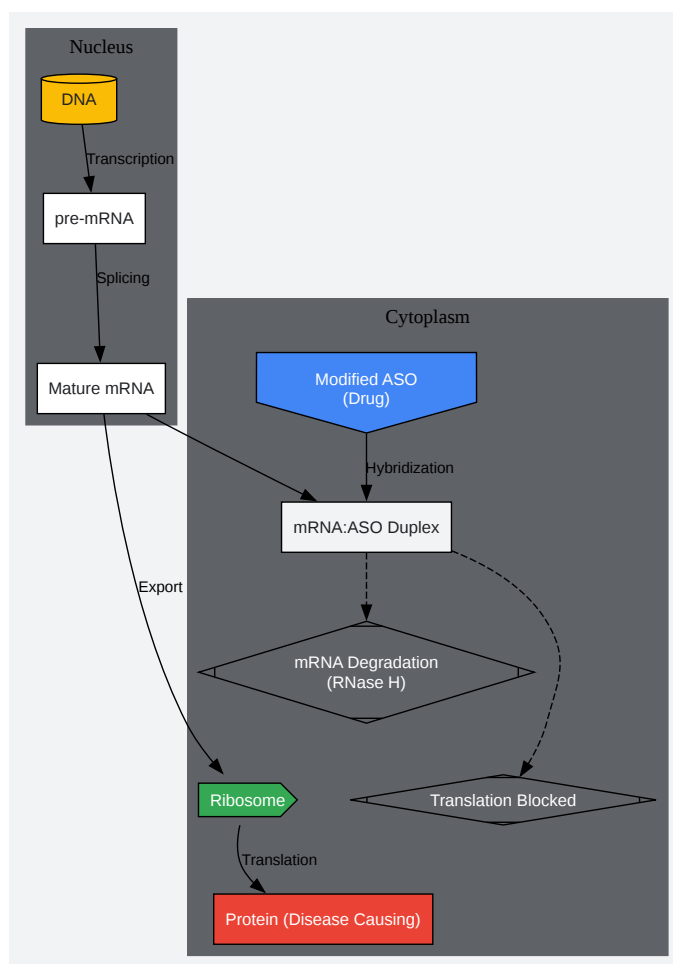 Nucleus
DNA
Transcription
pre-mRNA
Splicing
Mature mRNA
Cytoplasm
Modified ASO
(Drug)
Hybridization
mRNA:ASO Duplex
Export
mRNA Degradation
(RNase H)
Ribosome
Translation Blocked
Translation
Protein (Disease Causing)